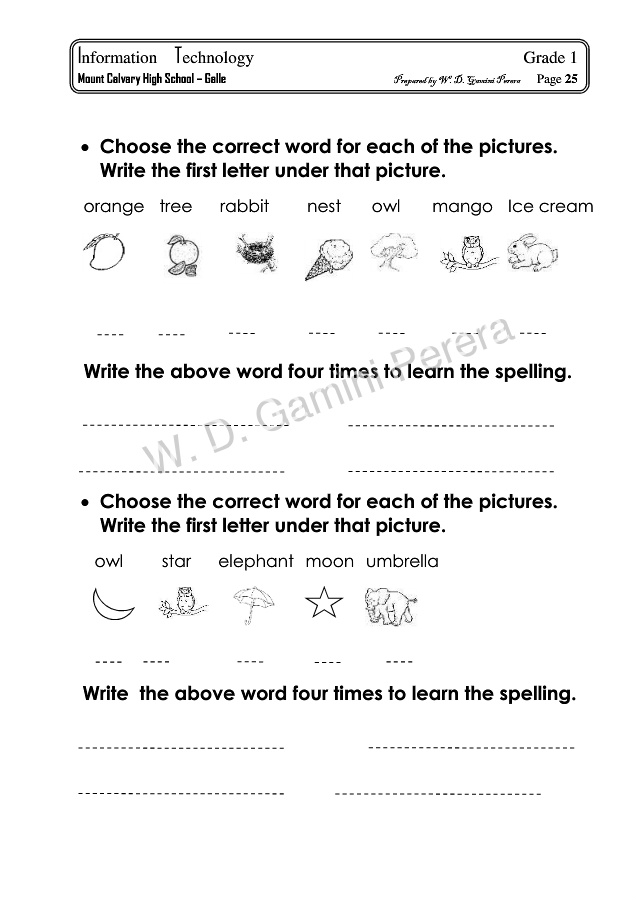 Information Technology Grade 1
Mount Calvary High School – Galle Prepared by W. D. Gamini Perera Page 25
• Choose the correct word for each of the pictures.
Write the first letter under that picture.
orange tree rabbit nest owl mango Ice cream
---- ---- ---- ---- ---- ---- ----
Write the above word four times to learn the spelling.
W. D. Gamini Perera
• Choose the correct word for each of the pictures.
Write the first letter under that picture.
owl star elephant moon umbrella
---- ---- ---- ---- ----
Write the above word four times to learn the spelling.